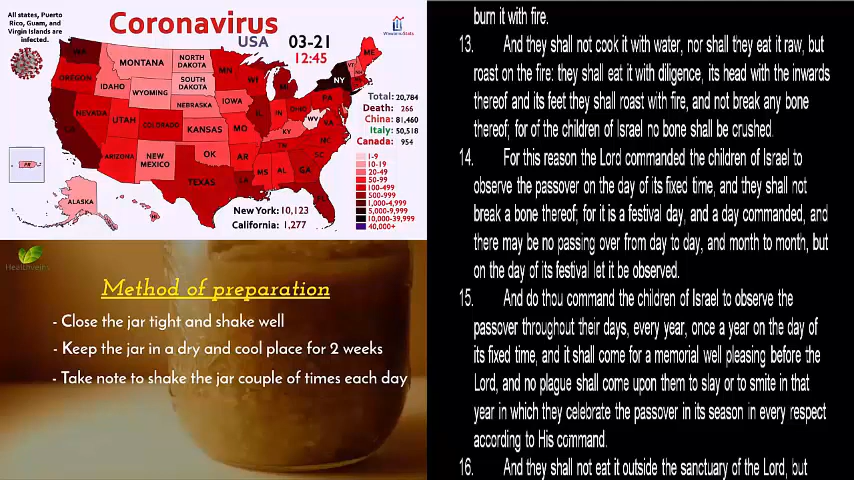 All states, Puerto
Rico, Guam, and
Virgin Islands are
infected.
Coronavirus
USA
03-21
12:45
WA
MONTANA
NORTH
DAKOTA
MN
ME
OREGON
IDAHO
SOUTH
DAKOTA
WI
NY
WYOMING
NEBRASKA
IOWA
PA
NEVADA
UTAH
COLORADO
KANSAS
MO
IL
IN
OHIO
WV
VA
KY
ARIZONA
NEW
MEXICO
OK
AR
TN
NC
SC
TEXAS
LA
MS
AL
GA
FL
ALASKA
PR
HI
Total: 20,784
Death: 266
China: 81,460
Italy: 50,518
Canada: 954
1-9
10-19
20-49
50-99
100-499
500-999
1,000-4,999
5,000-9,999
10,000-39,999
40,000+
New York: 10,123
California: 1,277
Healthveins
Method of preparation
- Close the jar tight and shake well
- Keep the jar in a dry and cool place for 2 weeks
- Take note to shake the jar couple of times each day
burn it with fire.
13. And they shall not cook it with water, nor shall they eat it raw, but
roast on the fire: they shall eat it with diligence, its head with the inwards
thereof and its feet they shall roast with fire, and not break any bone
thereof; for of the children of Israel no bone shall be crushed.
14. For this reason the Lord commanded the children of Israel to
observe the passover on the day of its fixed time, and they shall not
break a bone thereof; for it is a festival day, and a day commanded, and
there may be no passing over from day to day, and month to month, but
on the day of its festival let it be observed.
15. And do thou command the children of Israel to observe the
passover throughout their days, every year, once a year on the day of
its fixed time, and it shall come for a memorial well pleasing before the
Lord, and no plague shall come upon them to slay or to smite in that
year in which they celebrate the passover in its season in every respect
according to His command.
16. And they shall not eat it outside the sanctuary of the Lord, but